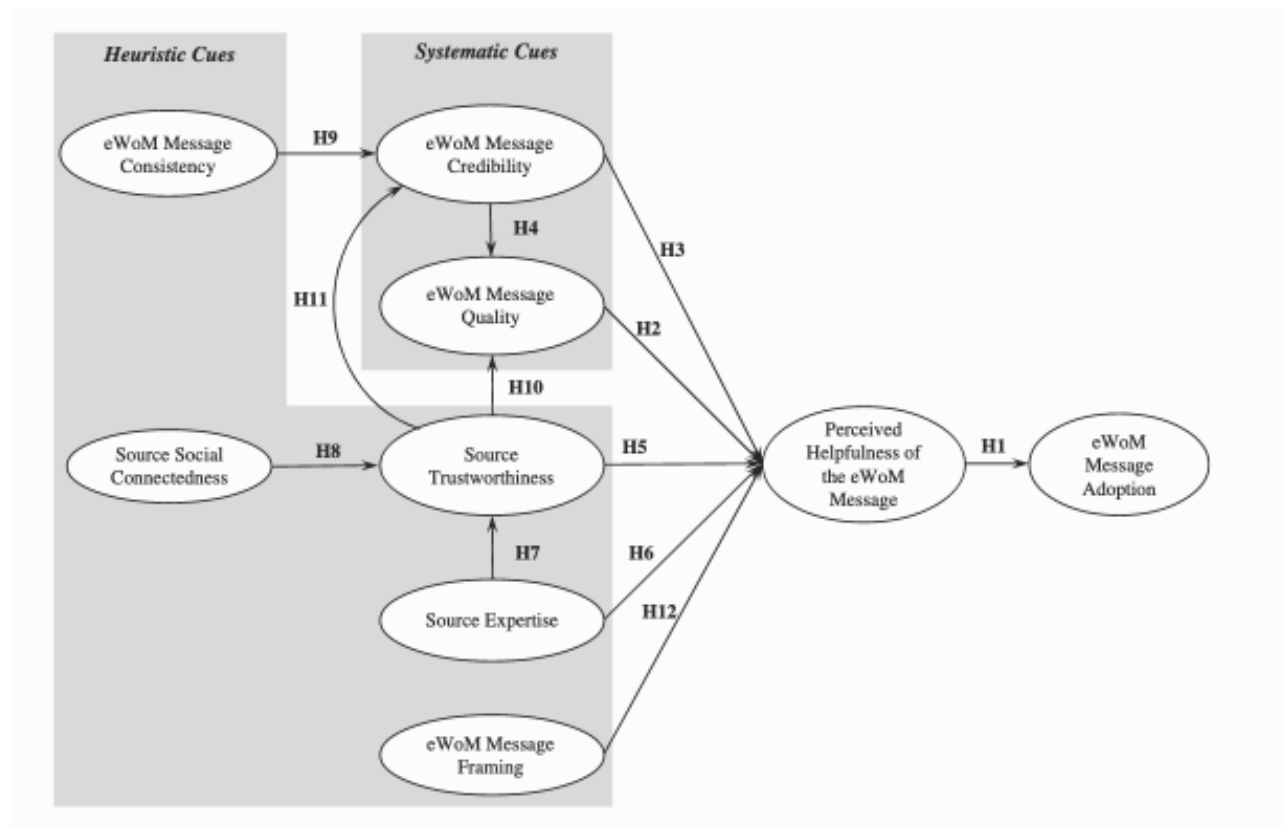 Heuristic Cues
Systematic Cues
eWoM Message
Consistency
H9
eWoM Message
Credibility
H4
H3
H11
eWoM Message
Quality
H2
H10
Source Social
Connectedness
H8
Source
Trustworthiness
H5
Perceived
Helpfulness of
the eWoM
Message
H1
eWoM
Message
Adoption
H7
H6
Source Expertise
H12
eWoM Message
Framing